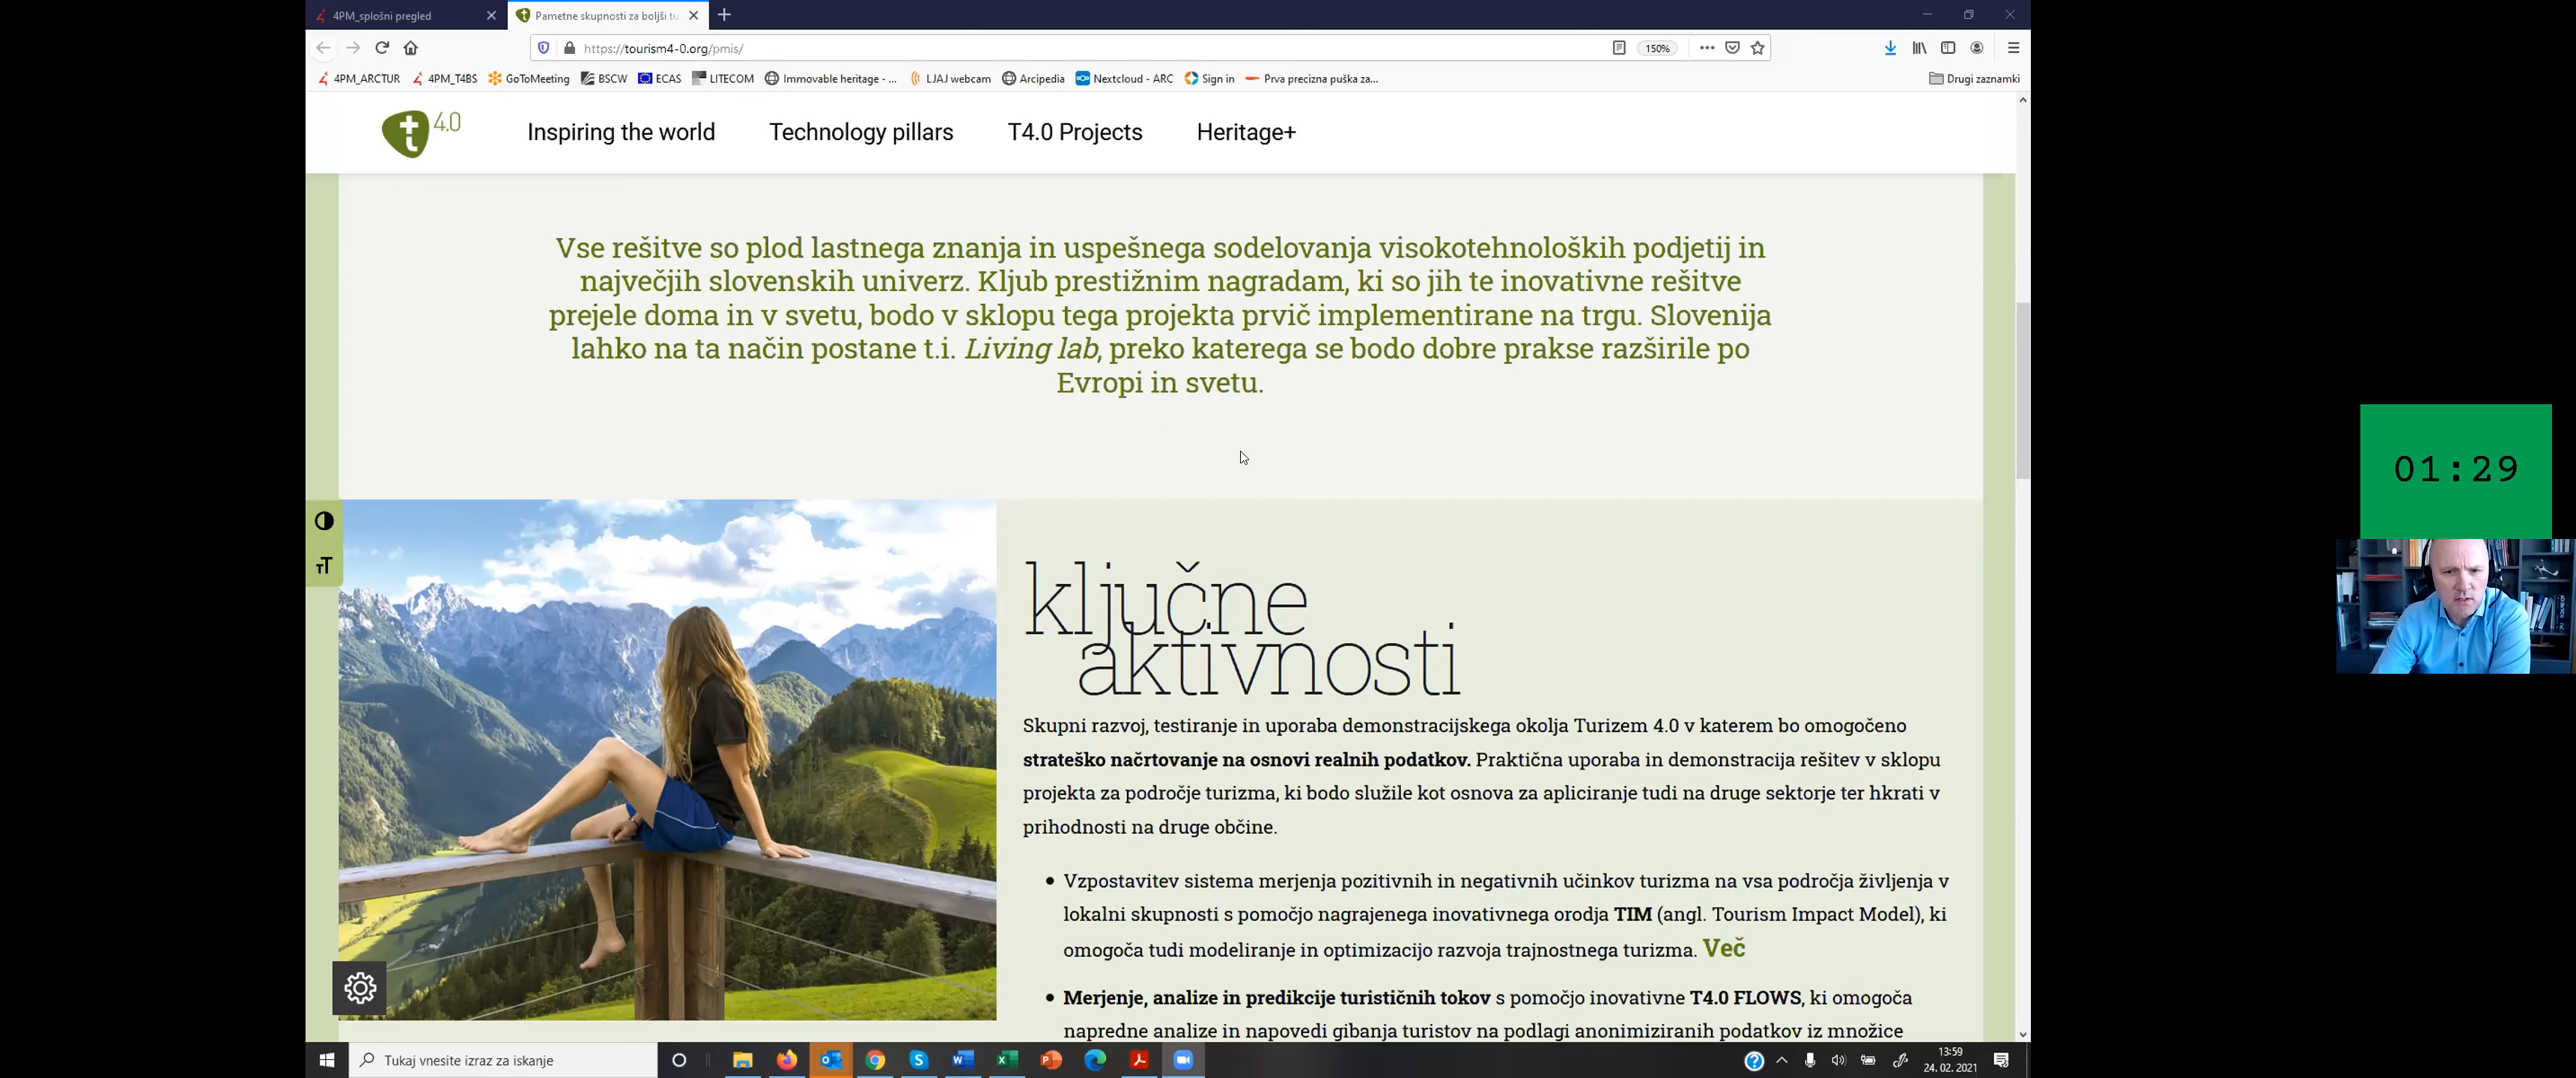 4PM_splošni pregled
Pametne skupnosti za boljši tu
https://tourism4-0.org/pmis/
150%
4PM_ARCTUR
4PM_T4BS
GoToMeeting
BSCW
ECAS
LITECOM
Immovable heritage - ...
LJAJ webcam
Arcipedia
Nextcloud - ARC
Sign in
Prva precizna puška za...
Drugi zaznamki
t 4.0
Inspiring the world
Technology pillars
T4.0 Projects
Heritage+
Vse rešitve so plod lastnega znanja in uspešnega sodelovanja visokotehnoloških podjetij in
največjih slovenskih univerz. Kljub prestižnim nagradam, ki so jih te inovativne rešitve
prejele doma in v svetu, bodo v sklopu tega projekta prvič implementirane na trgu. Slovenija
lahko na ta način postane t.i. Living lab, preko katerega se bodo dobre prakse razširile po
Evropi in svetu.
01:29
ključne
aktivnosti
Skupni razvoj, testiranje in uporaba demonstracijskega okolja Turizem 4.0 v katerem bo omogočeno
strateško načrtovanje na osnovi realnih podatkov. Praktična uporaba in demonstracija rešitev v sklopu
projekta za področje turizma, ki bodo služile kot osnova za apliciranje tudi na druge sektorje ter hkrati v
prihodnosti na druge občine.
• Vzpostavitev sistema merjenja pozitivnih in negativnih učinkov turizma na vsa področja življenja v
lokalni skupnosti s pomočjo nagrajenega inovativnega orodja TIM (angl. Tourism Impact Model), ki
omogoča tudi modeliranje in optimizacijo razvoja trajnostnega turizma. Več
• Merjenje, analize in predikcije turističnih tokov s pomočjo inovativne T4.0 FLOWS, ki omogoča
napredne analize in napovedi gibanja turistov na podlagi anonimiziranih podatkov iz množice
Tukaj vnesite izraz za iskanje
13:59
24. 02. 2021